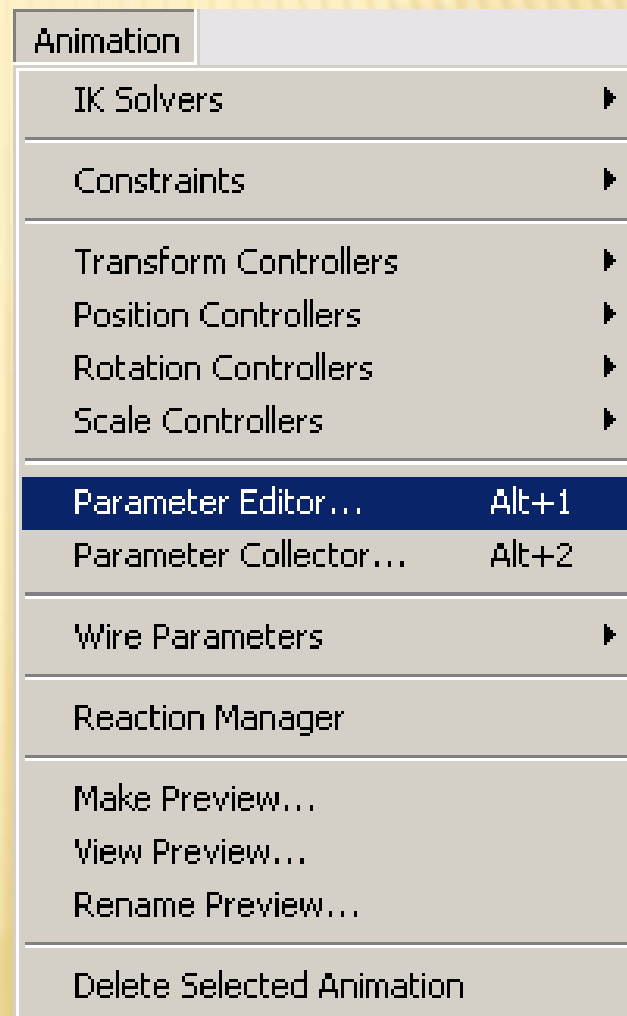 Animation
IK Solvers
Constraints
Transform Controllers
Position Controllers
Rotation Controllers
Scale Controllers
Parameter Editor... Alt+1
Parameter Collector... Alt+2
Wire Parameters
Reaction Manager
Make Preview...
View Preview...
Rename Preview...
Delete Selected Animation